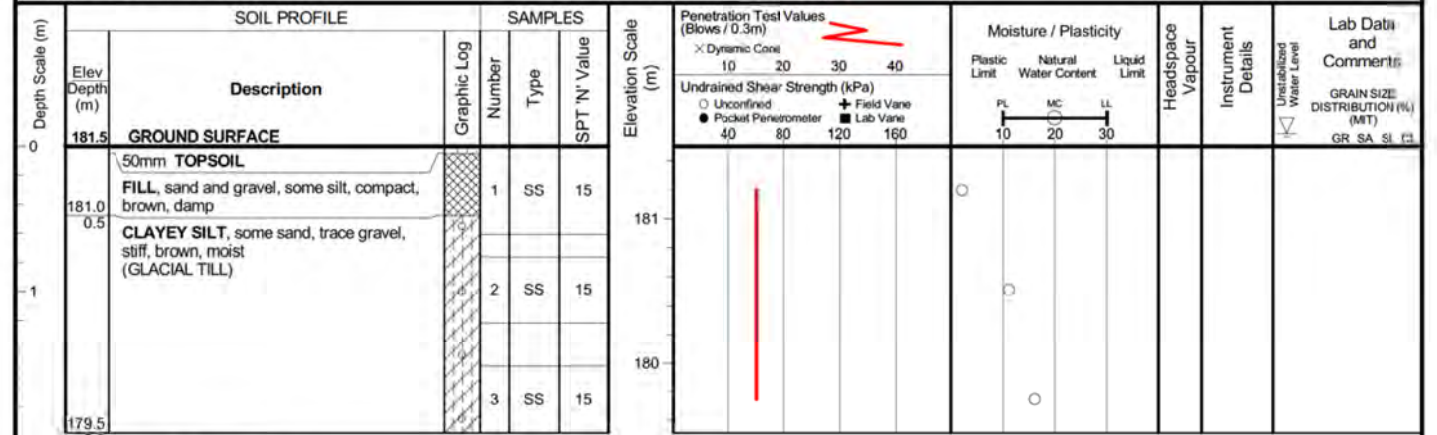 SOIL PROFILE
SAMPLES
Depth Scale (m)
Elev
Depth
(m)
Description
Graphic Log
Number
Type
SPT 'N' Value
Elevation Scale
(m)
Penetration Test Values
(Blows / 0.3m)
× Dynamic Cone
10 20 30 40
Undrained Shear Strength (kPa)
○ Unconfined + Field Vane
● Pocket Penetrometer ■ Lab Vane
40 80 120 160
Moisture / Plasticity
Plastic Natural Liquid
Limit Water Content Limit
PL MC LL
10 20 30
Headspace
Vapour
Instrument
Details
Unstabilized
Water Level
Lab Data
and
Comments
GRAIN SIZE
DISTRIBUTION (%)
(MIT)
GR SA SI CL
181.5 GROUND SURFACE
0
50mm TOPSOIL
FILL, sand and gravel, some silt, compact,
brown, damp
1 SS 15
181.0
0.5
181
CLAYEY SILT, some sand, trace gravel,
stiff, brown, moist
(GLACIAL TILL)
1
2 SS 15
180
3 SS 15
179.5